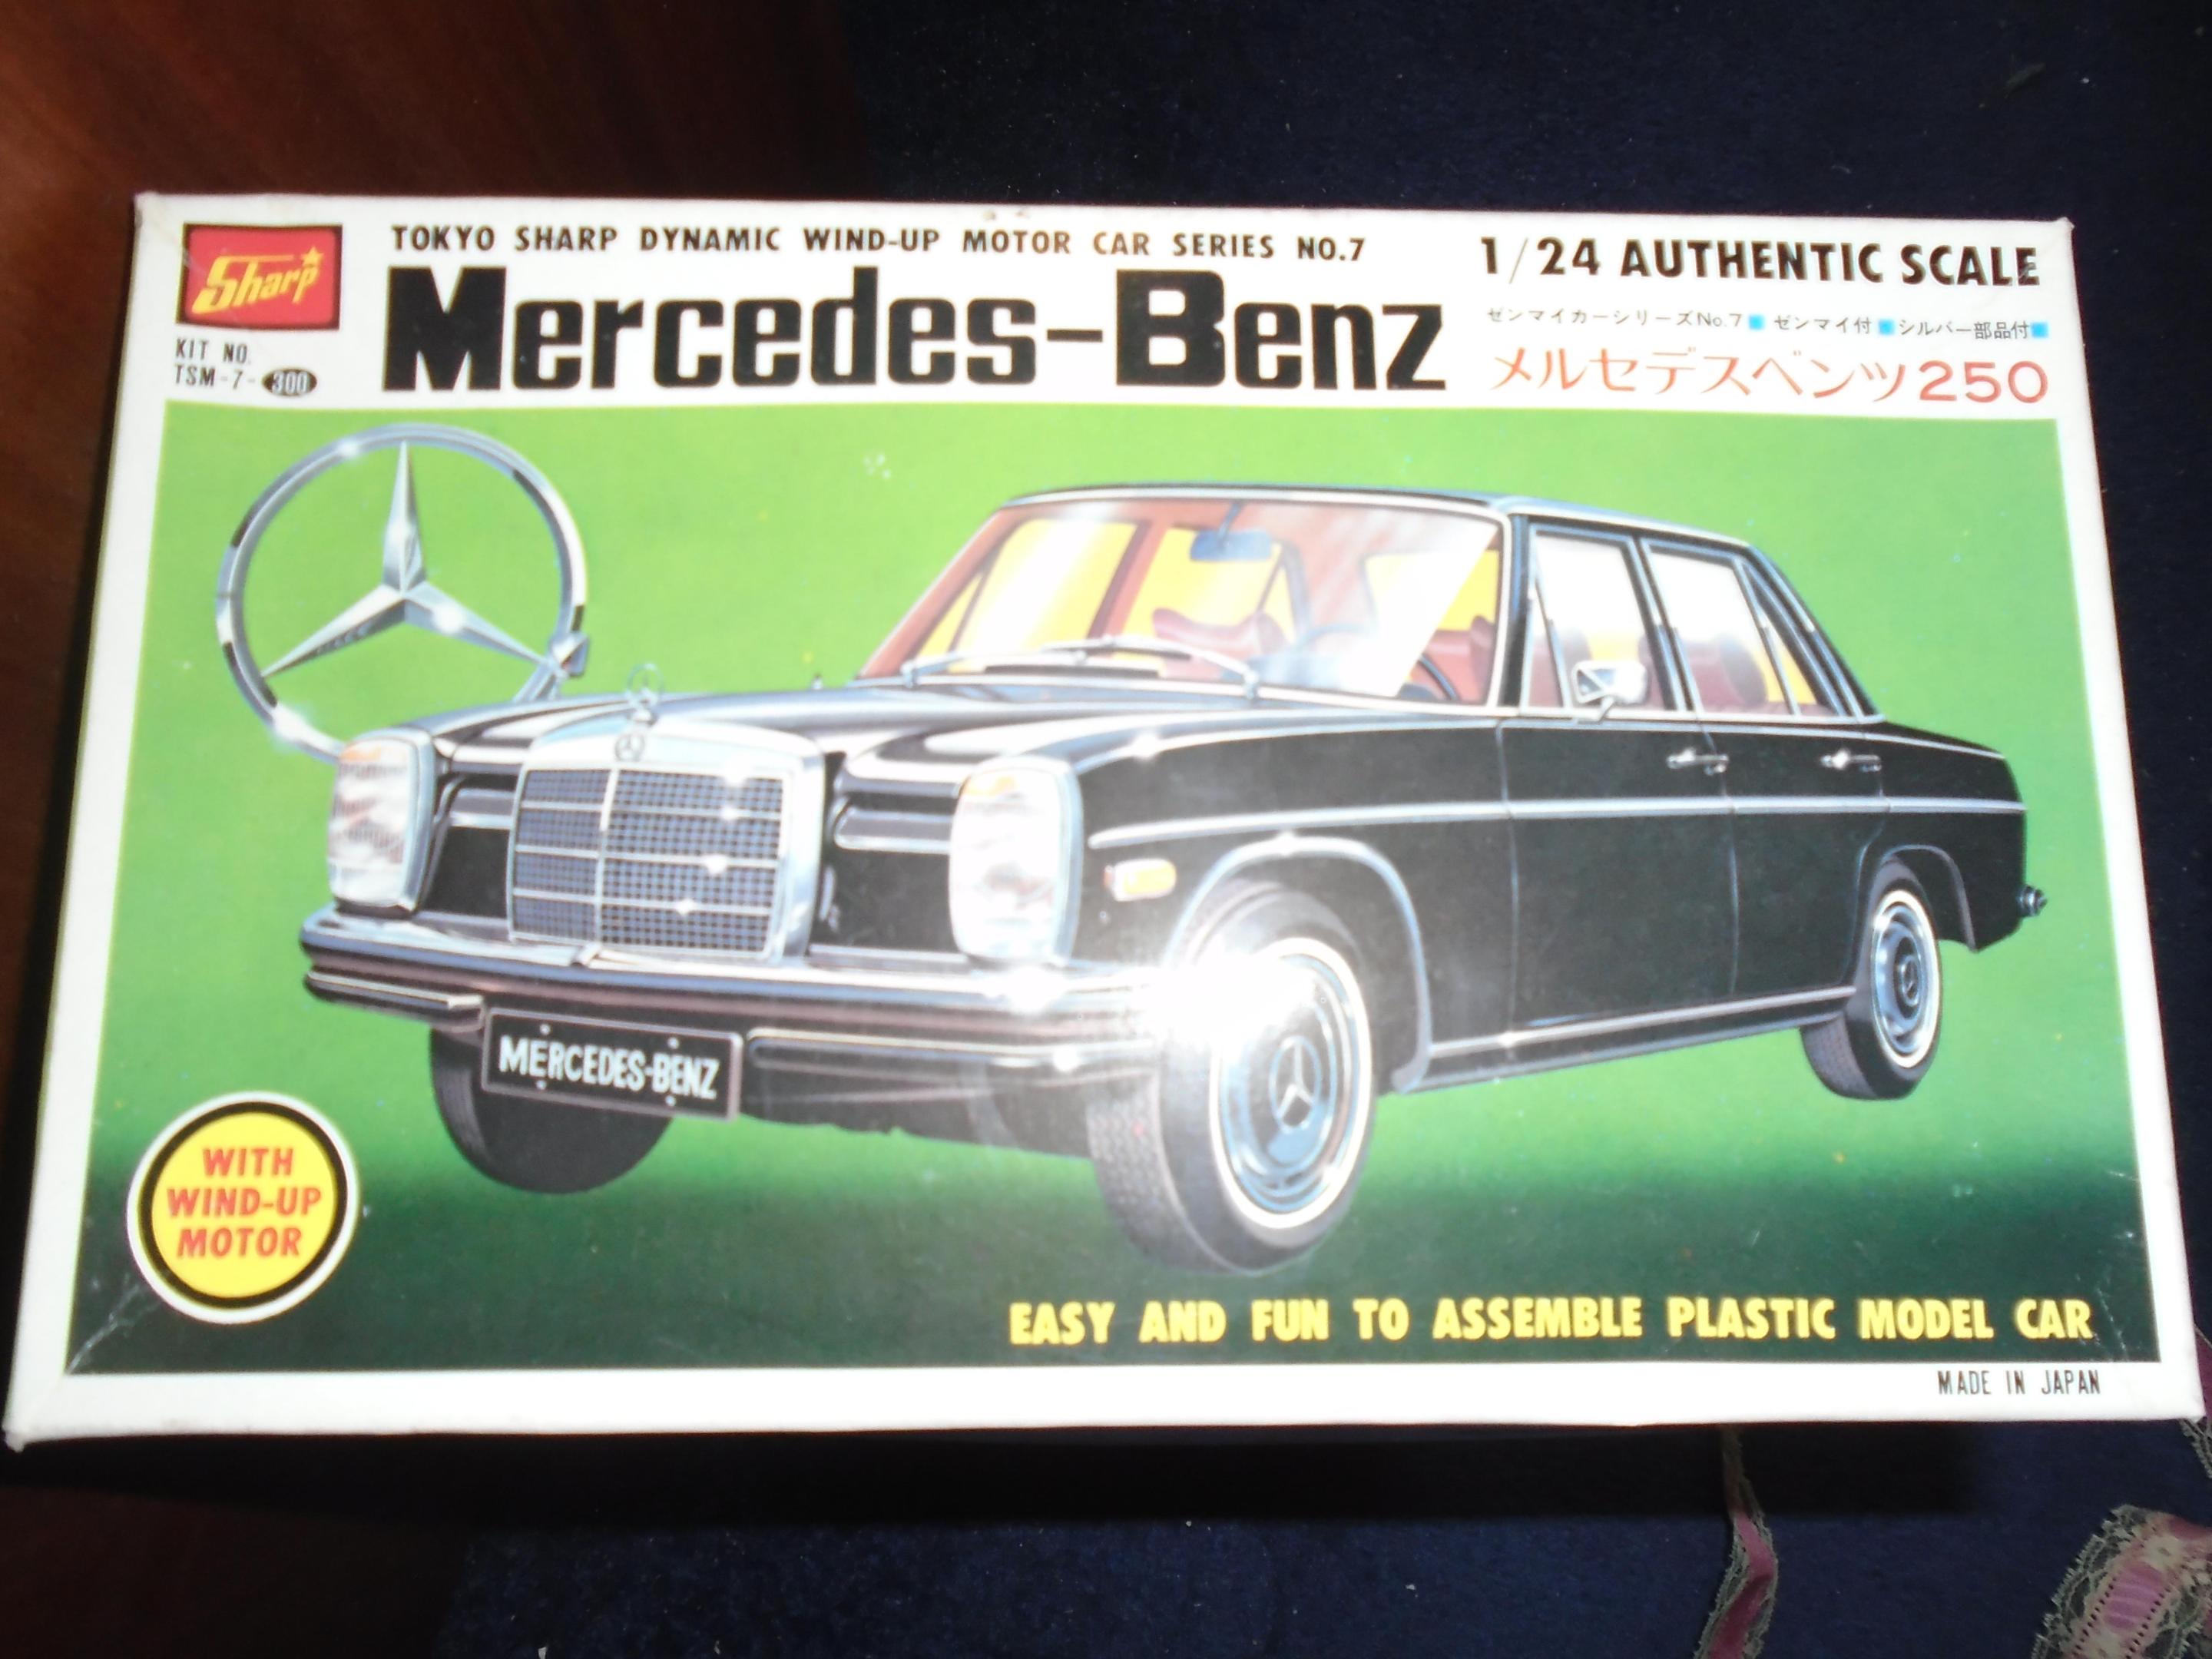 Sharp
KIT NO.
TSM-7-300
TOKYO SHARP DYNAMIC WIND-UP MOTOR CAR SERIES NO.7
Mercedes-Benz
1/24 AUTHENTIC SCALE
ゼンマイカーシリーズNo.7■ ゼンマイ付■シルバー部品付■
メルセデスベンツ250
MERCEDES-BENZ
WITH
WIND-UP
MOTOR
EASY AND FUN TO ASSEMBLE PLASTIC MODEL CAR
MADE IN JAPAN